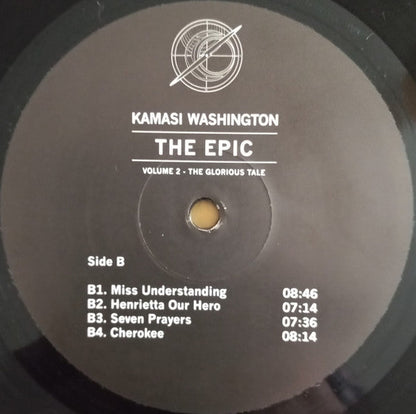 KAMASI WASHINGTON
THE EPIC
VOLUME 2 - THE GLORIOUS TALE
Side B
B1. Miss Understanding 08:46
B2. Henrietta Our Hero 07:14
B3. Seven Prayers 07:36
B4. Cherokee 08:14